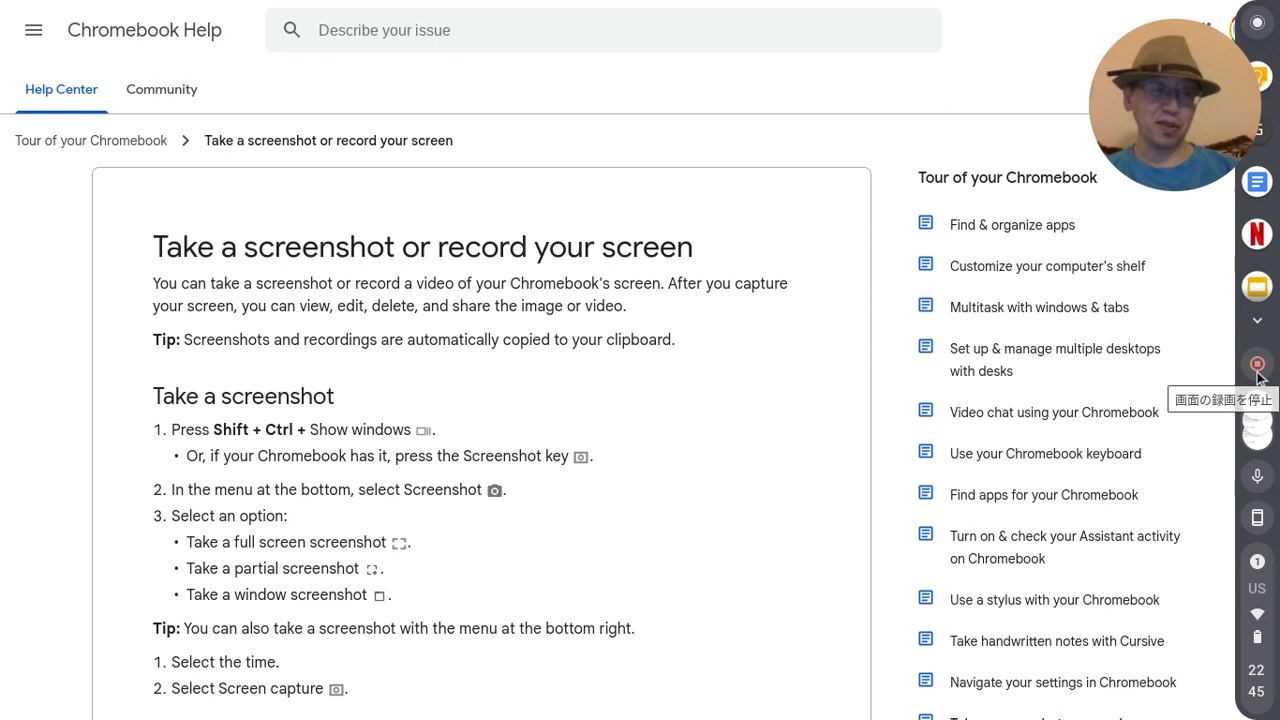 Chromebook Help
Describe your issue
Help Center
Community
Tour of your Chromebook
Take a screenshot or record your screen
Take a screenshot or record your screen
You can take a screenshot or record a video of your Chromebook's screen. After you capture
your screen, you can view, edit, delete, and share the image or video.
Tip: Screenshots and recordings are automatically copied to your clipboard.
Take a screenshot
1. Press Shift + Ctrl + Show windows .
• Or, if your Chromebook has it, press the Screenshot key .
2. In the menu at the bottom, select Screenshot .
3. Select an option:
• Take a full screen screenshot .
• Take a partial screenshot .
• Take a window screenshot .
Tip: You can also take a screenshot with the menu at the bottom right.
1. Select the time.
2. Select Screen capture .
Tour of your Chromebook
Find & organize apps
Customize your computer's shelf
Multitask with windows & tabs
Set up & manage multiple desktops
with desks
Video chat using your Chromebook
Use your Chromebook keyboard
Find apps for your Chromebook
Turn on & check your Assistant activity
on Chromebook
Use a stylus with your Chromebook
Take handwritten notes with Cursive
Navigate your settings in Chromebook
G
N
画面の録画を停止
1
US
22
45